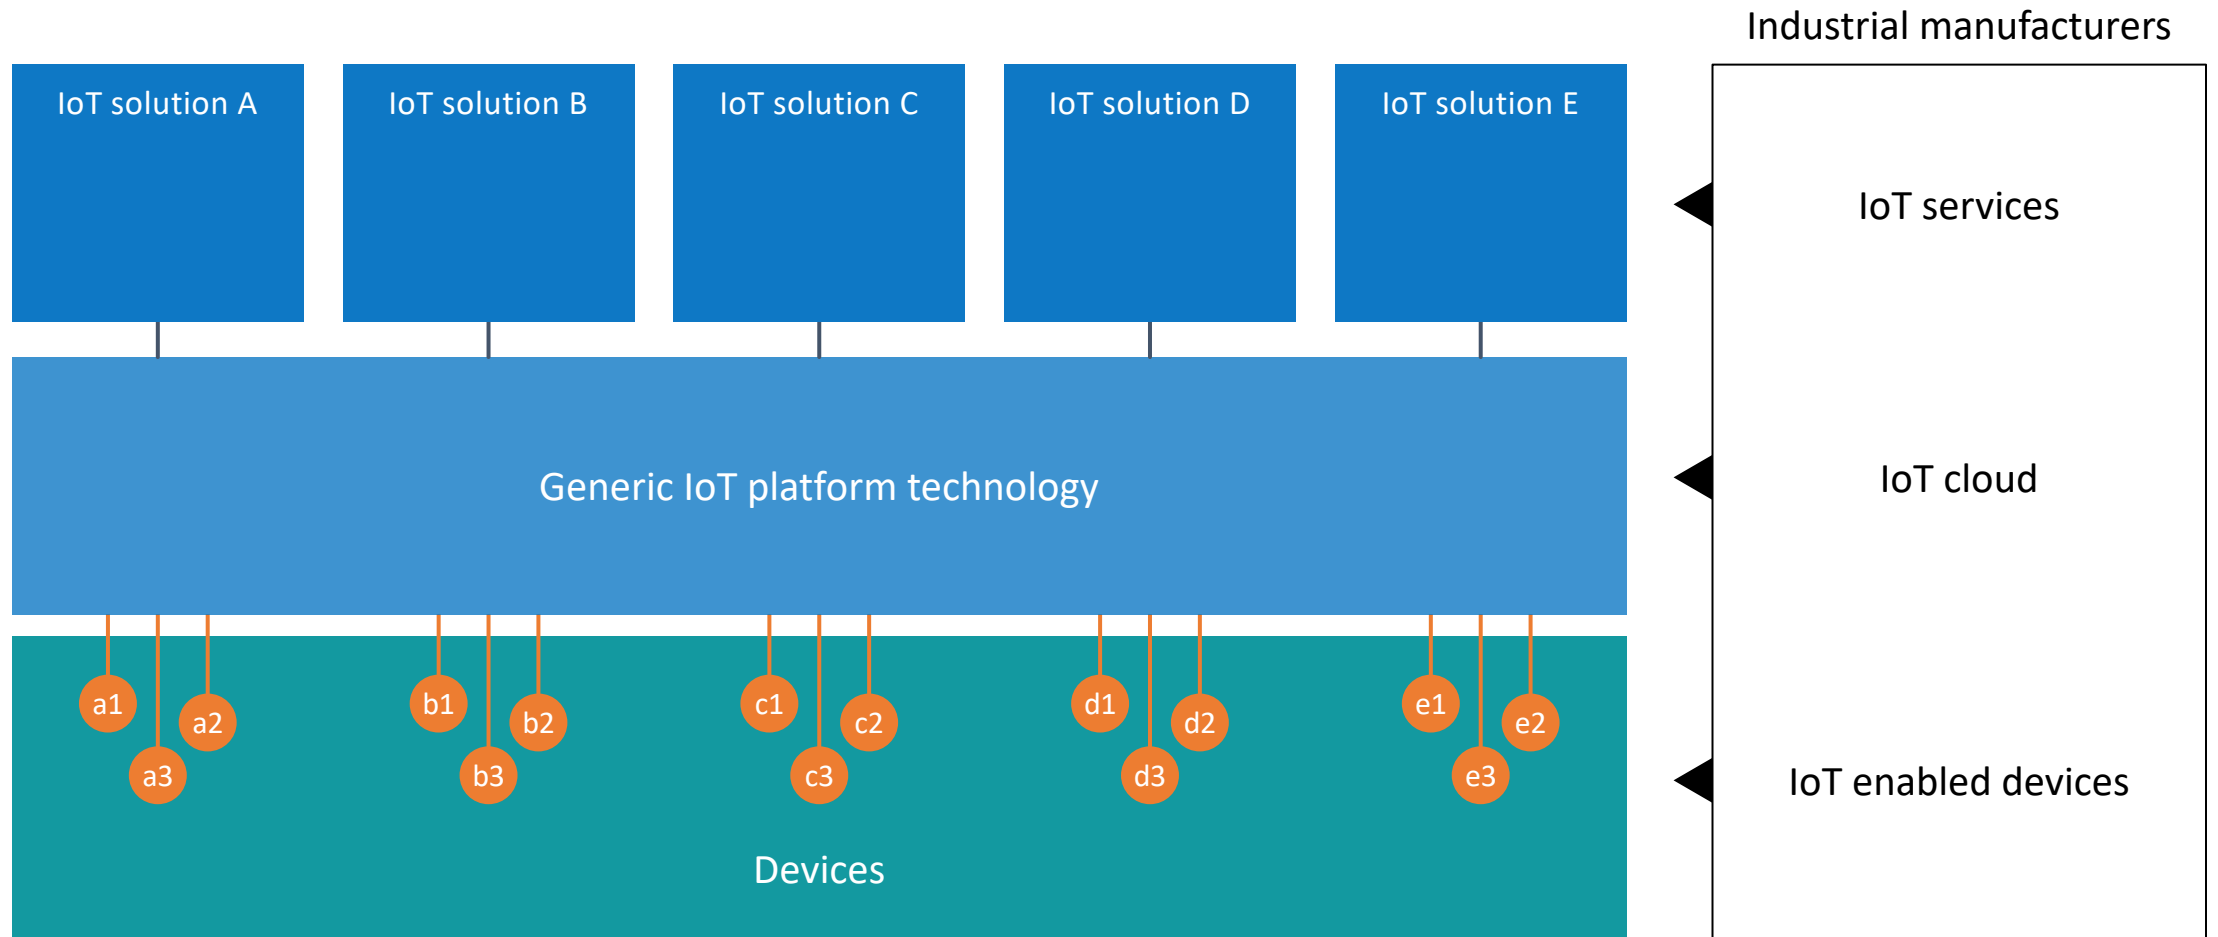 Industrial manufacturers
IoT solution A
IoT solution B
IoT solution C
IoT solution D
IoT solution E
IoT services
Generic IoT platform technology
IoT cloud
a1
a2
a3
b1
b2
b3
c1
c2
c3
d1
d2
d3
e1
e2
e3
IoT enabled devices
Devices